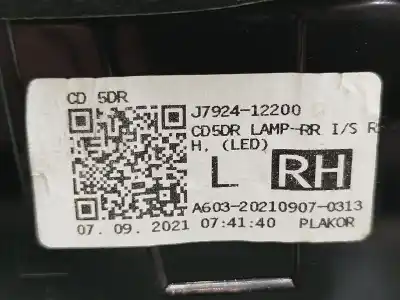 CD 5DR
J7924-12200
CD5DR LAMP-RR I/S R
H, (LED)
L RH
A603-20210907-0313
07. 09. 2021 07:41:40 PLAKOR